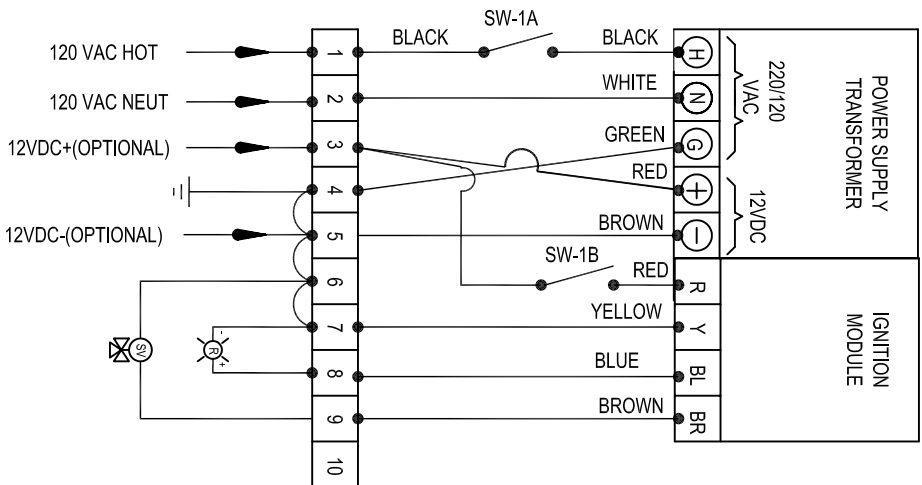 SW-1A
120 VAC HOT
1
BLACK
BLACK
H
120 VAC NEUT
2
WHITE
N
220/120
VAC
12VDC+(OPTIONAL)
3
GREEN
G
POWER SUPPLY
TRANSFORMER
4
RED
+
12VDC
12VDC-(OPTIONAL)
5
BROWN
−
SW-1B
6
RED
R
7
YELLOW
Y
IGNITION
MODULE
SV
-
R
+
8
BLUE
BL
9
BROWN
BR
10